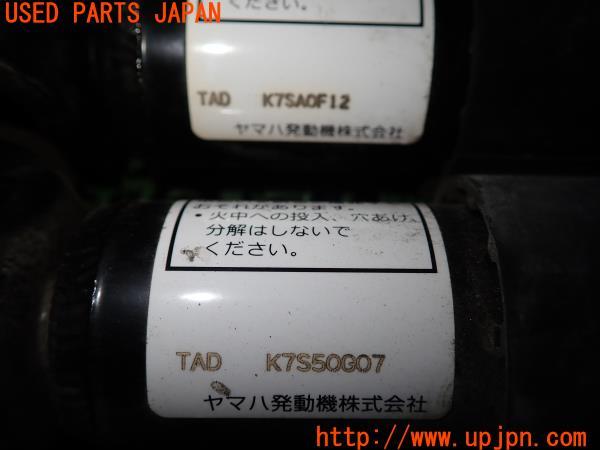 USED PARTS JAPAN
ください。
TAD K7SA0F12
ヤマハ発動機株式会社
おそれがあります。
・火中への投入、穴あけ、
分解はしないで
ください。
TAD K7S50G07
ヤマハ発動機株式会社
http://www.upjpn.com